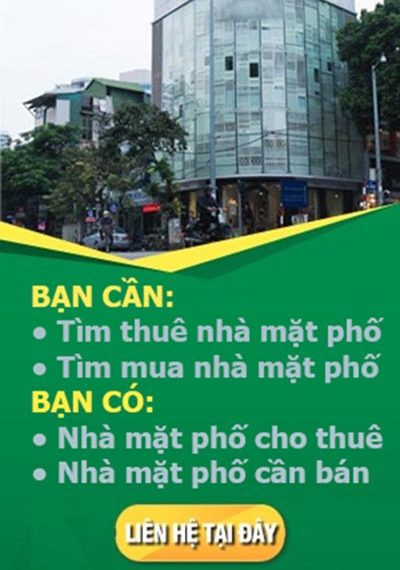 BẠN CẦN:
● Tìm thuê nhà mặt phố
● Tìm mua nhà mặt phố
BẠN CÓ:
● Nhà mặt phố cho thuê
● Nhà mặt phố cần bán
LIÊN HỆ TẠI ĐÂY